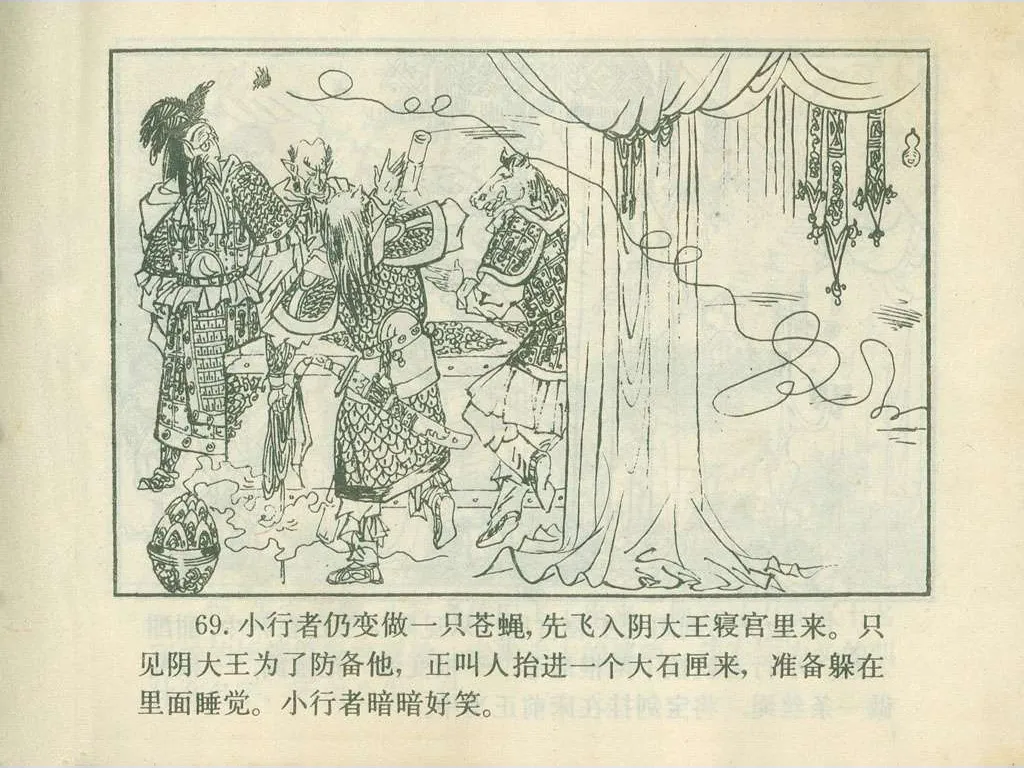 69. 小行者仍变做一只苍蝇, 先飞入阴大王寝宫里来。只
见阴大王为了防备他, 正叫人抬进一个大石匣来, 准备躲在
里面睡觉。小行者暗暗好笑。